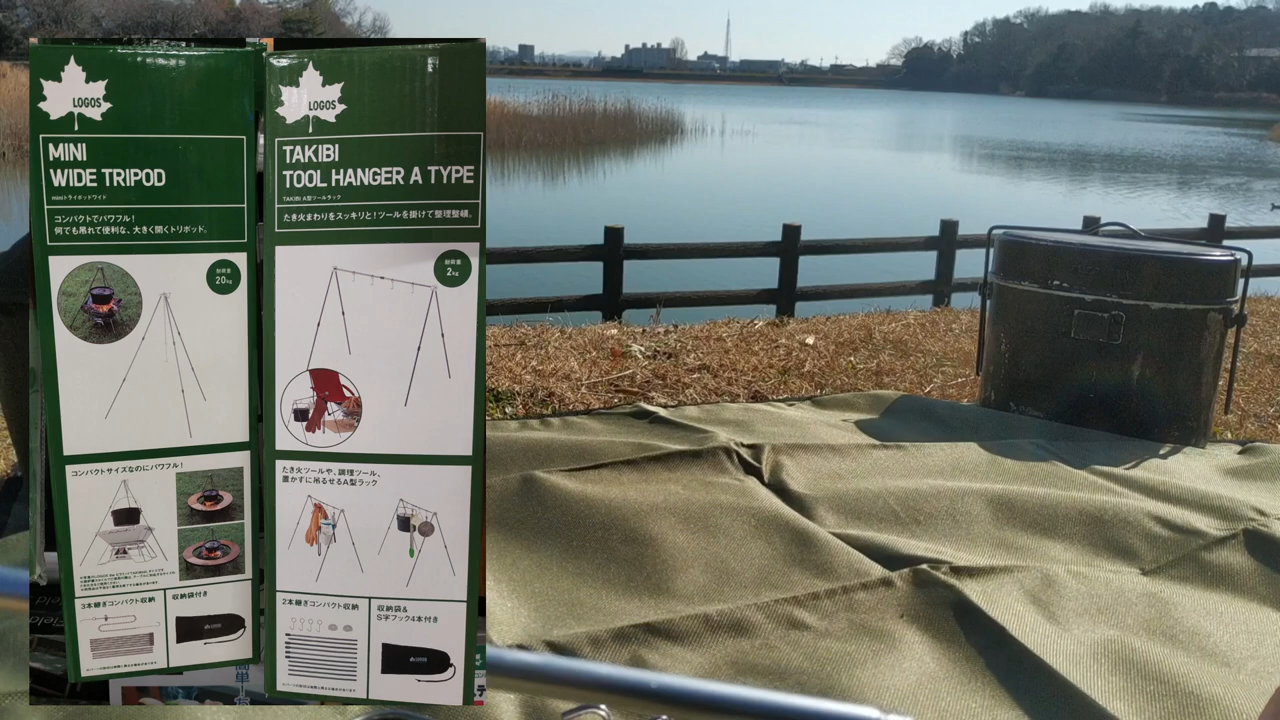 LOGOS
MINI
WIDE TRIPOD
miniトライポッドワイド
コンパクトでパワフル！
何でも吊れて便利な、大きく開くトリポッド。
耐荷重
20kg
コンパクトサイズなのにパワフル！
3本継ぎコンパクト収納
収納袋付き
LOGOS
TAKIBI
TOOL HANGER A TYPE
TAKIBI A型ツールラック
たき火まわりをスッキリと！ツールを掛けて整理整頓。
耐荷重
2kg
たき火ツールや、調理ツール、
置かずに吊るせるA型ラック
2本継ぎコンパクト収納
収納袋&
S字フック4本付き
LOGOS
Field